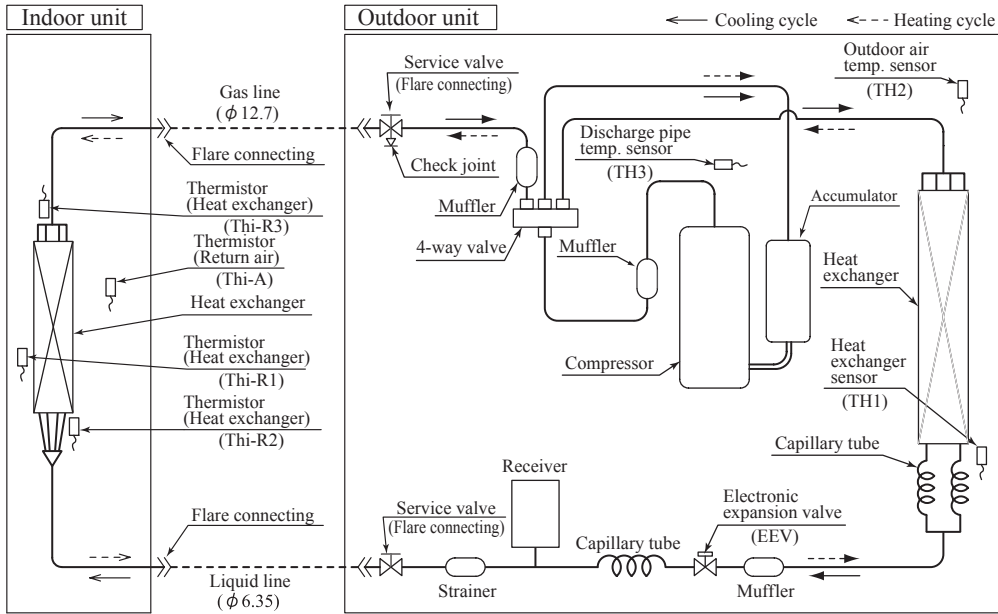 Indoor unit
Outdoor unit
Cooling cycle
Heating cycle
Gas line
(ϕ12.7)
Flare connecting
Thermistor
(Heat exchanger)
(Thi-R3)
Thermistor
(Return air)
(Thi-A)
Heat exchanger
Thermistor
(Heat exchanger)
(Thi-R1)
Thermistor
(Heat exchanger)
(Thi-R2)
Flare connecting
Liquid line
(ϕ6.35)
Service valve
(Flare connecting)
Check joint
Muffler
4-way valve
Discharge pipe
temp. sensor
(TH3)
Muffler
Compressor
Outdoor air
temp. sensor
(TH2)
Accumulator
Heat
exchanger
Heat
exchanger
sensor
(TH1)
Capillary tube
Service valve
(Flare connecting)
Strainer
Receiver
Capillary tube
Electronic
expansion valve
(EEV)
Muffler